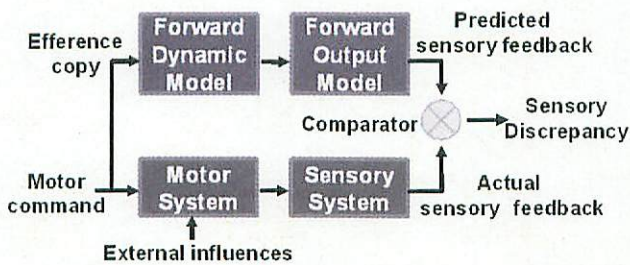 Efference
copy
Forward
Dynamic
Model
Forward
Output
Model
Predicted
sensory feedback
Comparator
Sensory
Discrepancy
Motor
command
Motor
System
Sensory
System
Actual
sensory feedback
External influences